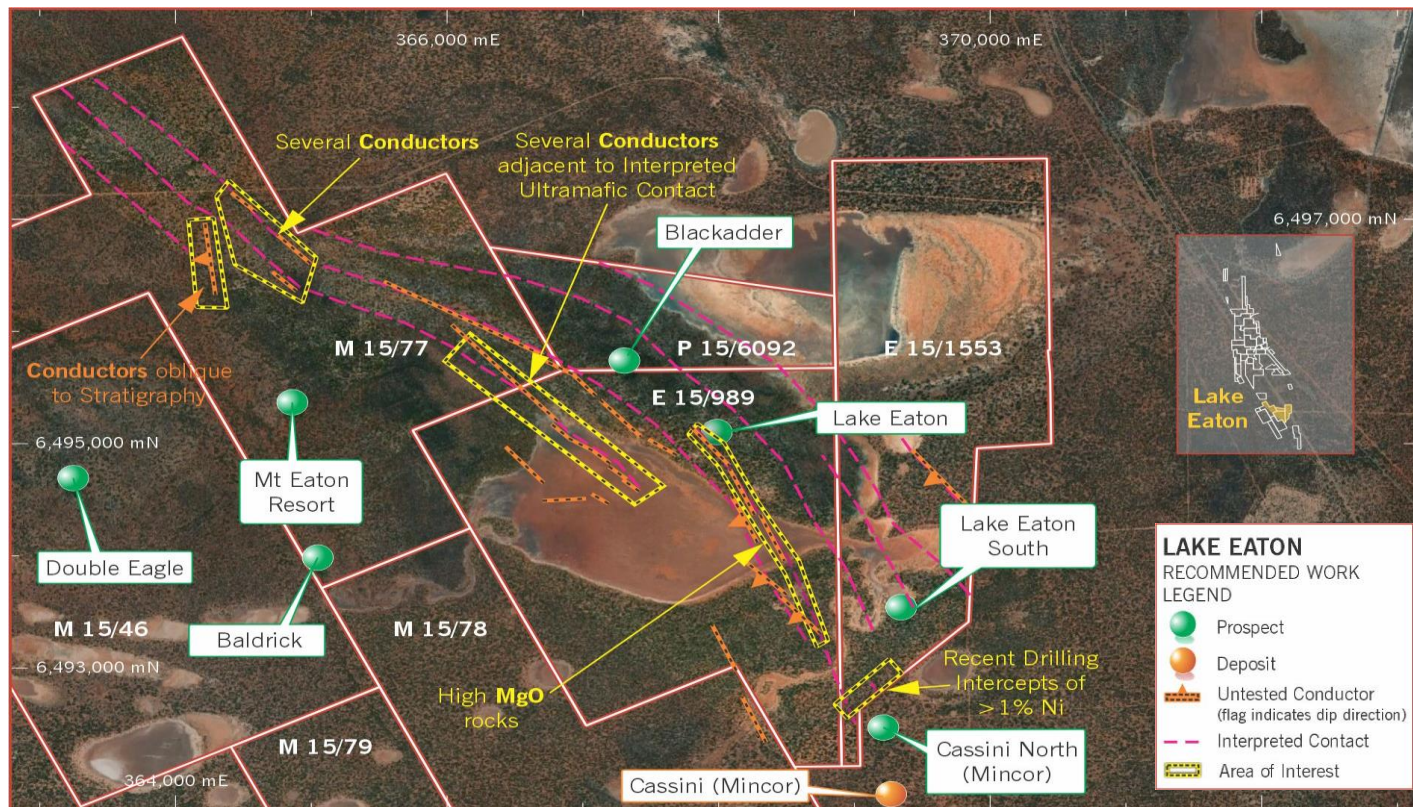 366,000 mE
370,000 mE
Several Conductors
Several Conductors
adjacent to Interpreted
Ultramafic Contact
6,497,000 mN
Blackadder
M 15/77
P 15/6092
E 15/1553
Conductors oblique
to Stratigraphy
E 15/989
Lake Eaton
Lake
Eaton
6,495,000 mN
Mt Eaton
Resort
Double Eagle
Lake Eaton
South
Baldrick
M 15/46
M 15/78
6,493,000 mN
High MgO
rocks
Recent Drilling
Intercepts of
>1% Ni
M 15/79
364,000 mE
Cassini North
(Mincor)
Cassini (Mincor)
LAKE EATON
RECOMMENDED WORK
LEGEND
Prospect
Deposit
Untested Conductor
(flag indicates dip direction)
Interpreted Contact
Area of Interest